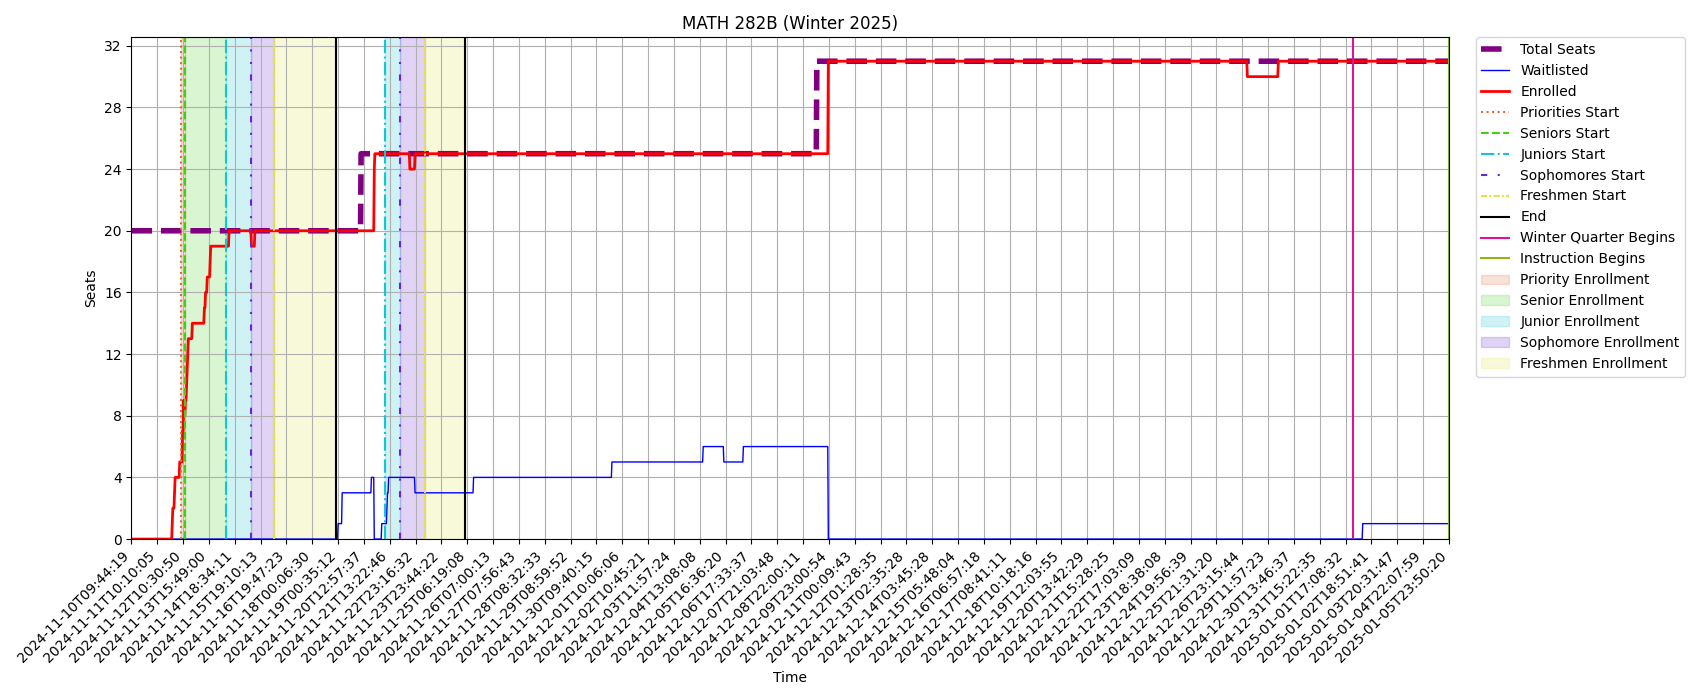 MATH 282B (Winter 2025)
Seats
32
28
24
20
16
12
8
4
0
2024-11-10T09:44:19
2024-11-11T10:10:05
2024-11-12T10:30:50
2024-11-13T15:49:00
2024-11-14T18:34:11
2024-11-15T19:10:13
2024-11-16T19:47:23
2024-11-18T00:06:30
2024-11-19T00:35:12
2024-11-20T12:57:37
2024-11-21T23:22:46
2024-11-22T23:16:32
2024-11-23T23:44:22
2024-11-25T06:19:08
2024-11-26T07:00:13
2024-11-27T07:56:43
2024-11-28T08:32:33
2024-11-29T08:59:52
2024-11-30T09:40:15
2024-12-01T10:06:06
2024-12-02T10:45:21
2024-12-03T11:57:24
2024-12-04T13:08:08
2024-12-05T16:36:20
2024-12-06T17:33:37
2024-12-07T21:03:48
2024-12-08T22:00:11
2024-12-09T23:00:54
2024-12-11T00:09:43
2024-12-12T01:28:35
2024-12-13T02:35:28
2024-12-14T03:45:28
2024-12-15T05:48:04
2024-12-16T06:57:18
2024-12-17T08:41:11
2024-12-18T10:18:16
2024-12-19T12:03:55
2024-12-20T13:42:29
2024-12-21T15:28:25
2024-12-22T17:03:09
2024-12-23T18:38:08
2024-12-24T19:56:39
2024-12-25T21:31:20
2024-12-26T23:15:44
2024-12-29T11:57:23
2024-12-30T13:46:37
2024-12-31T15:22:35
2025-01-01T17:08:32
2025-01-02T18:51:41
2025-01-03T20:31:47
2025-01-04T22:07:59
2025-01-05T23:50:20
Time
Total Seats
Waitlisted
Enrolled
Priorities Start
Seniors Start
Juniors Start
Sophomores Start
Freshmen Start
End
Winter Quarter Begins
Instruction Begins
Priority Enrollment
Senior Enrollment
Junior Enrollment
Sophomore Enrollment
Freshmen Enrollment